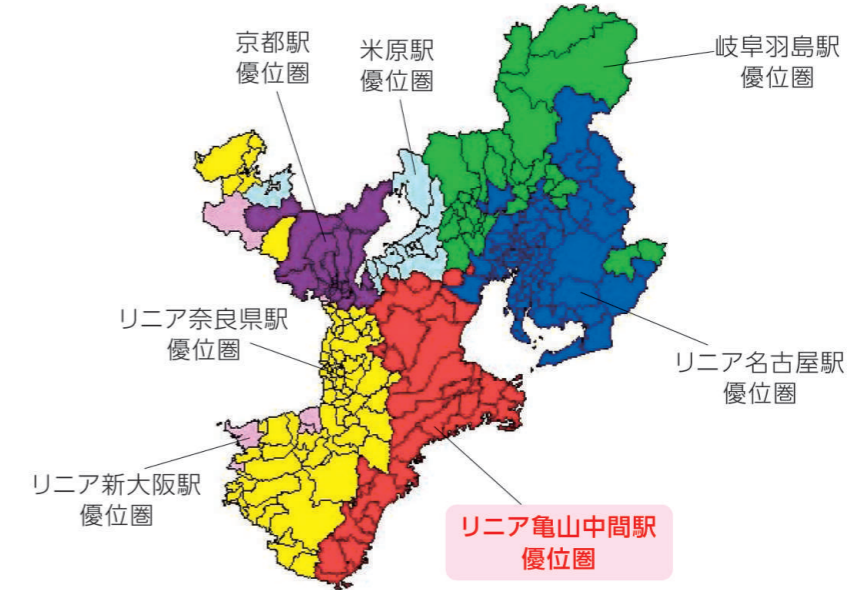 京都駅
優位圏
米原駅
優位圏
岐阜羽島駅
優位圏
リニア奈良県駅
優位圏
リニア名古屋駅
優位圏
リニア新大阪駅
優位圏
リニア亀山中間駅
優位圏